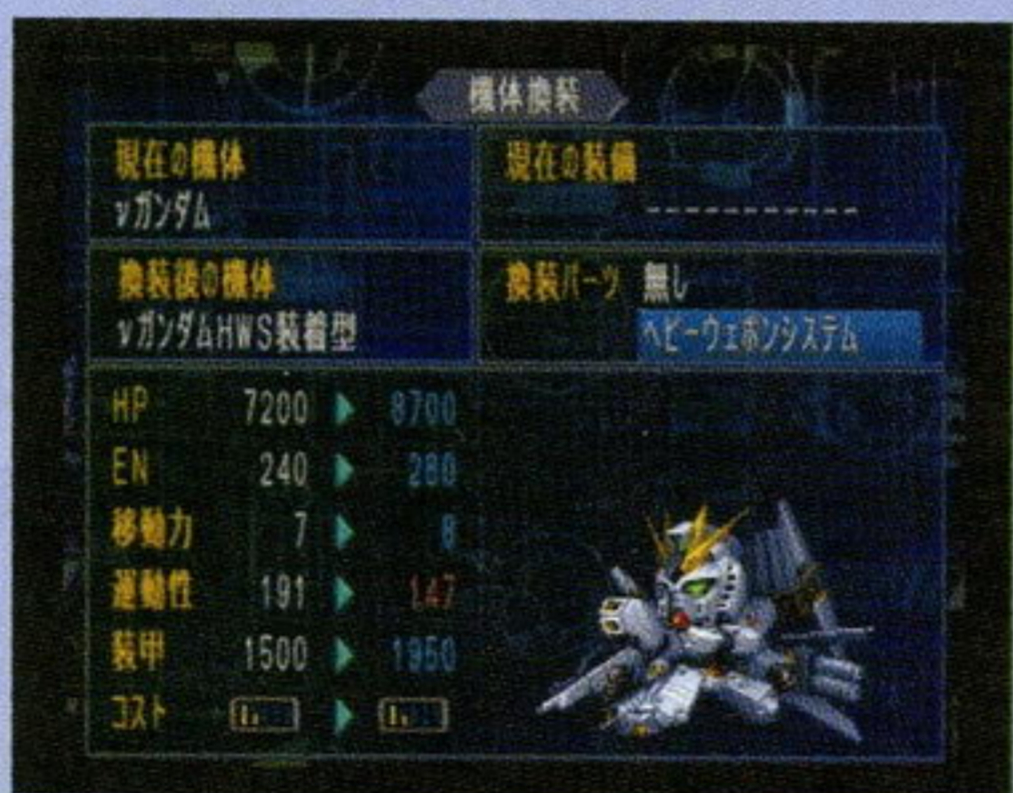 機体換装
現在の機体
νガンダム
現在の装備
-----------
換装後の機体
νガンダムHWS装着型
換装パーツ 無し
ヘビーウェポンシステム
HP 7200 ▶ 8700
EN 240 ▶ 280
移動力 7 ▶ 8
運動性 191 ▶ 147
装甲 1500 ▶ 1950
コスト 1. ▶ 1.